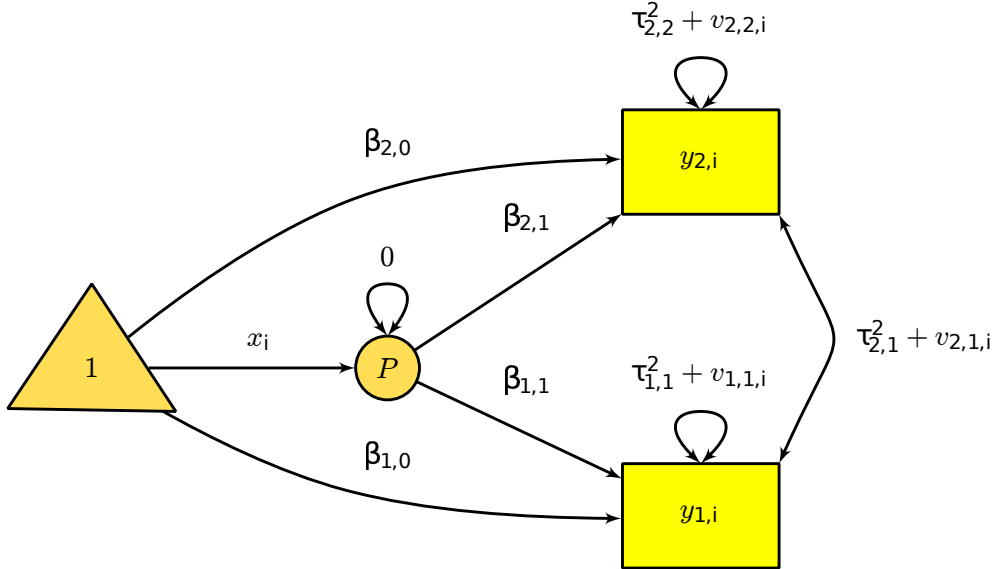 τ²₂,₂ + v₂,₂,ᵢ
y₂,ᵢ
β₂,₀
β₂,₁
0
xᵢ
1
P
τ²₂,₁ + v₂,₁,ᵢ
β₁,₁
τ²₁,₁ + v₁,₁,ᵢ
β₁,₀
y₁,ᵢ